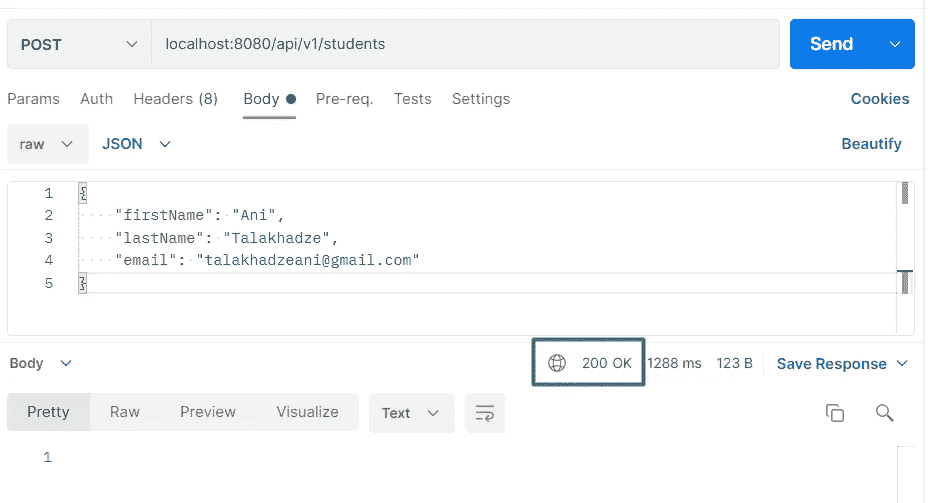 POST localhost:8080/api/v1/students Send
Params Auth Headers (8) Body Pre-req. Tests Settings Cookies
raw JSON Beautify
1 {
2 "firstName": "Ani",
3 "lastName": "Talakhadze",
4 "email": "talakhadzeani@gmail.com"
5 }
Body 200 OK 1288 ms 123 B Save Response
Pretty Raw Preview Visualize Text
1